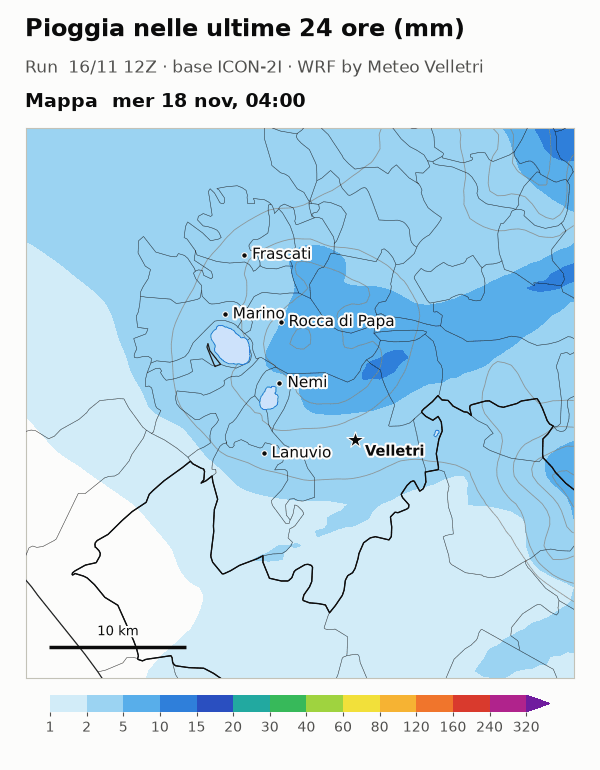 Pioggia nelle ultime 24 ore (mm)
Run  16/11 12Z · base ICON-2I · WRF by Meteo Velletri
Mappa  mer 18 nov, 04:00
Frascati
Marino
Rocca di Papa
Nemi
Velletri
Lanuvio
10 km
1 2 5 10 15 20 30 40 60 80 120 160 240 320